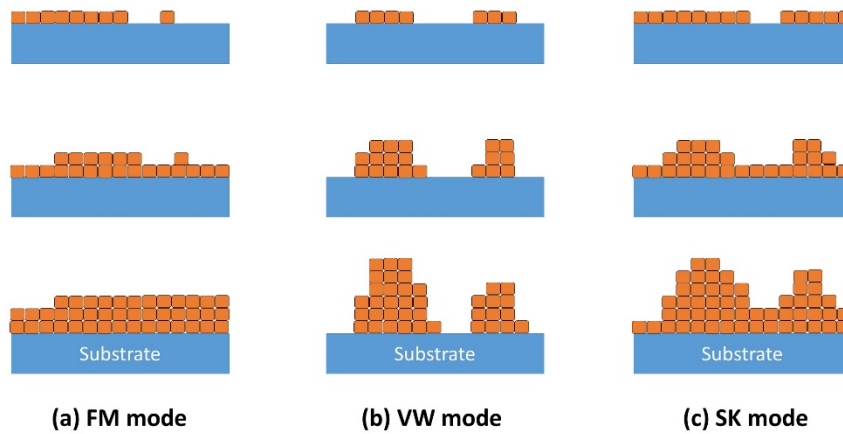 Substrate
Substrate
Substrate
(a) FM mode
(b) VW mode
(c) SK mode